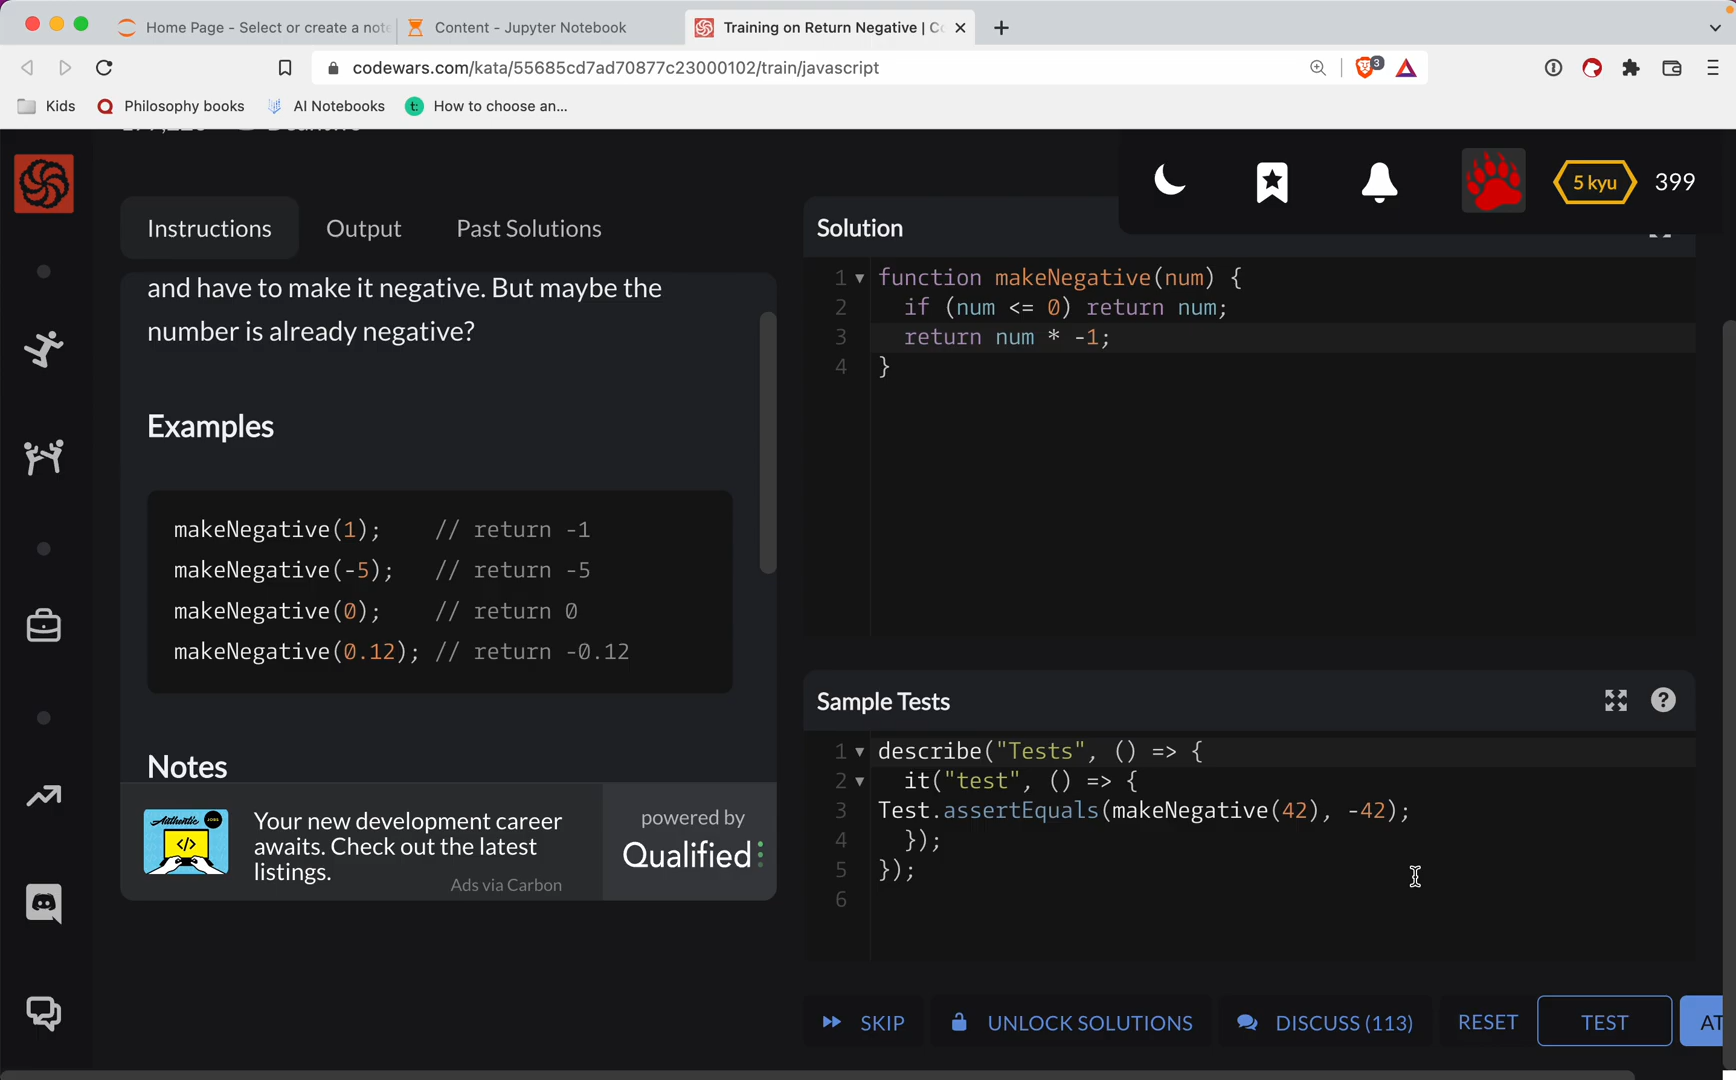 Home Page - Select or create a note
Content - Jupyter Notebook
Training on Return Negative | Co
codewars.com/kata/55685cd7ad70877c23000102/train/javascript
3
Kids
Philosophy books
AI Notebooks
t:
How to choose an...
5 kyu
399
Instructions
Output
Past Solutions
and have to make it negative. But maybe the
number is already negative?
Examples
makeNegative(1);    // return -1
makeNegative(-5);   // return -5
makeNegative(0);    // return 0
makeNegative(0.12); // return -0.12
Notes
Authentic JOBS
</>
Your new development career
awaits. Check out the latest
listings.
Ads via Carbon
powered by
Qualified
Solution
1 function makeNegative(num) {
2   if (num <= 0) return num;
3   return num * -1;
4 }
Sample Tests
?
1 describe("Tests", () => {
2   it("test", () => {
3 Test.assertEquals(makeNegative(42), -42);
4   });
5 });
6
SKIP
UNLOCK SOLUTIONS
DISCUSS (113)
RESET
TEST
AT